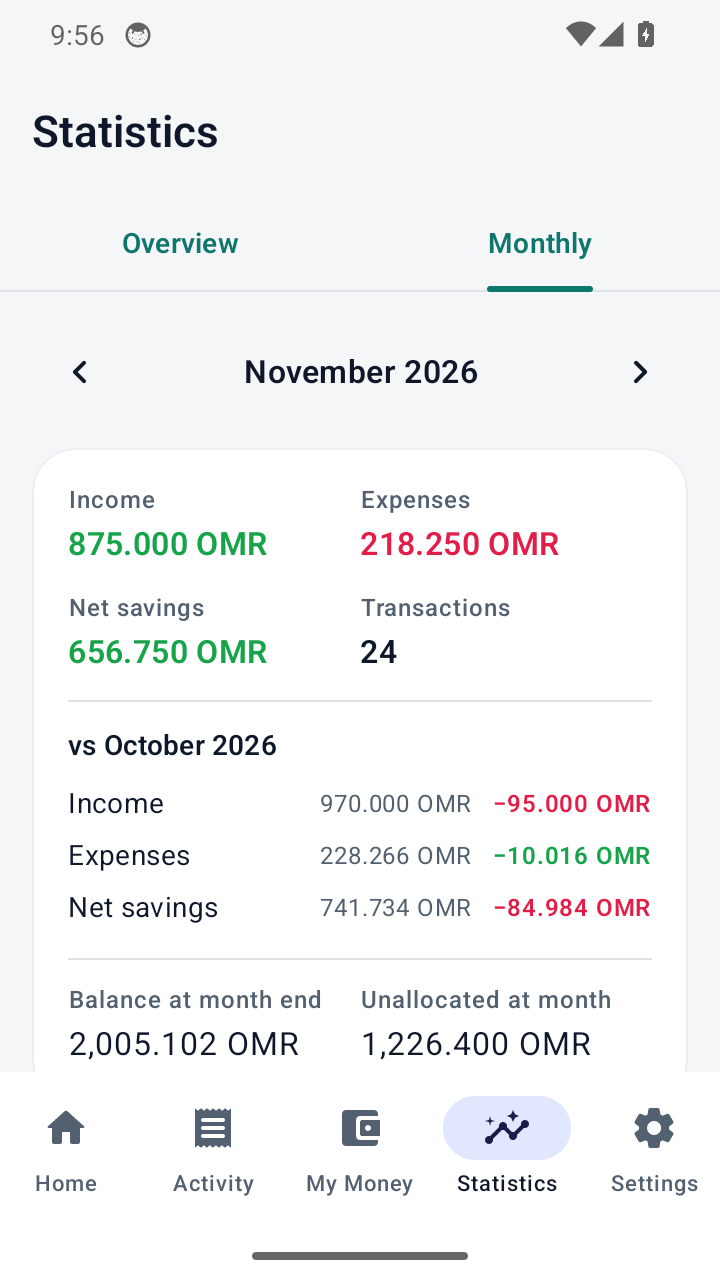 9:56
Statistics
Overview Monthly
November 2026
Income Expenses
875.000 OMR 218.250 OMR
Net savings Transactions
656.750 OMR 24
vs October 2026
Income 970.000 OMR −95.000 OMR
Expenses 228.266 OMR −10.016 OMR
Net savings 741.734 OMR −84.984 OMR
Balance at month end Unallocated at month
2,005.102 OMR 1,226.400 OMR
Home Activity My Money Statistics Settings